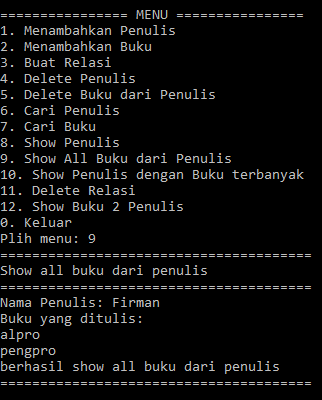 ================ MENU ================
1. Menambahkan Penulis
2. Menambahkan Buku
3. Buat Relasi
4. Delete Penulis
5. Delete Buku dari Penulis
6. Cari Penulis
7. Cari Buku
8. Show Penulis
9. Show All Buku dari Penulis
10. Show Penulis dengan Buku terbanyak
11. Delete Relasi
12. Show Buku 2 Penulis
0. Keluar
Plih menu: 9
=======================================
Show all buku dari penulis
=======================================
Nama Penulis: Firman
Buku yang ditulis:
alpro
pengpro
berhasil show all buku dari penulis
=======================================